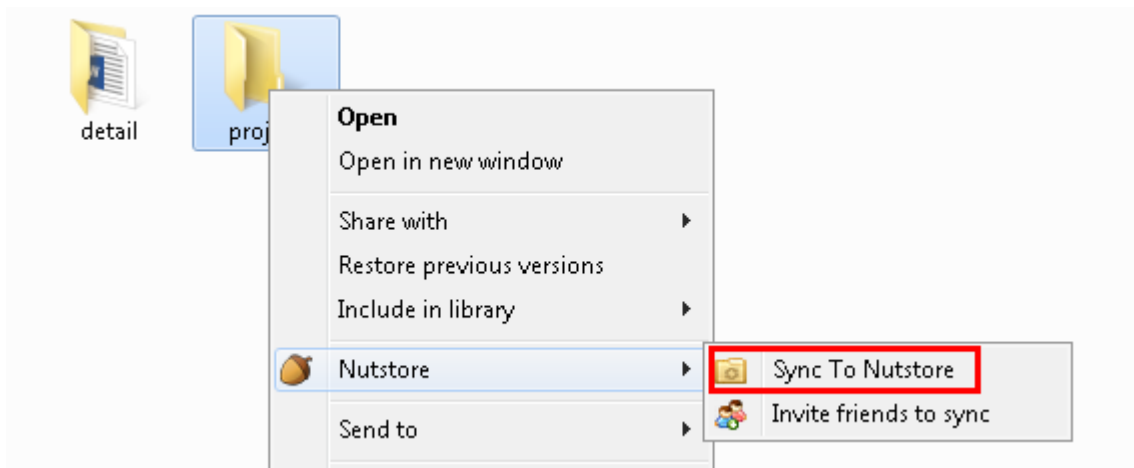 detail
proj
Open
Open in new window
Share with
Restore previous versions
Include in library
Nutstore
Send to
Sync To Nutstore
Invite friends to sync